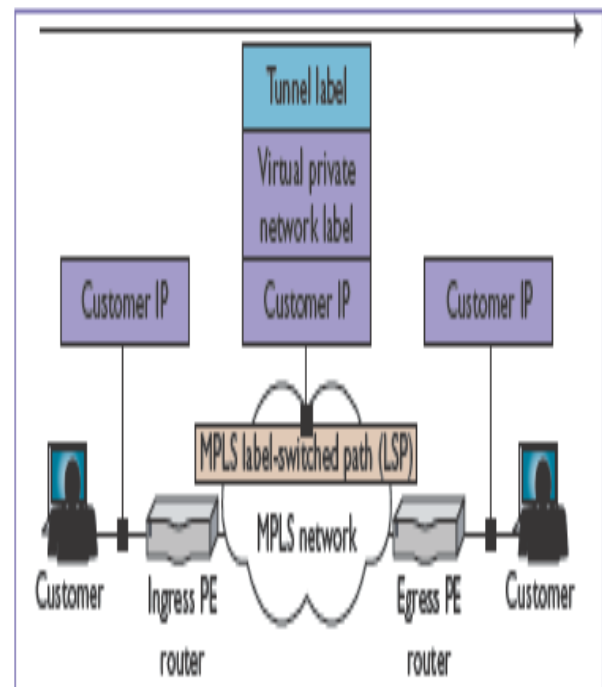 Tunnel label
Virtual private
network label
Customer IP
Customer IP
Customer IP
MPLS label-switched path (LSP)
MPLS network
Customer
Ingress PE
router
Egress PE
router
Customer